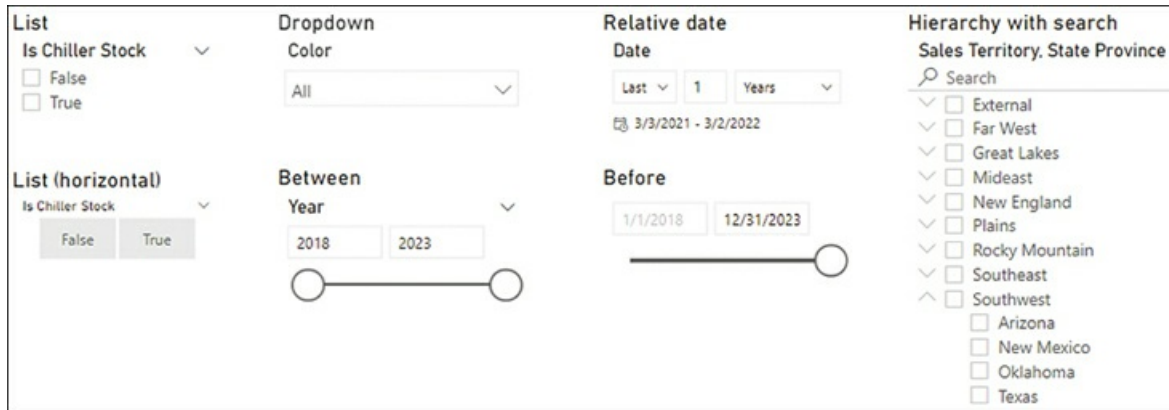 List
Is Chiller Stock
False
True
Dropdown
Color
All
Relative date
Date
Last 1 Years
3/3/2021 - 3/2/2022
Hierarchy with search
Sales Territory, State Province
Search
External
Far West
Great Lakes
Mideast
New England
Plains
Rocky Mountain
Southeast
Southwest
Arizona
New Mexico
Oklahoma
Texas
List (horizontal)
Is Chiller Stock
False True
Between
Year
2018 2023
Before
1/1/2018 12/31/2023